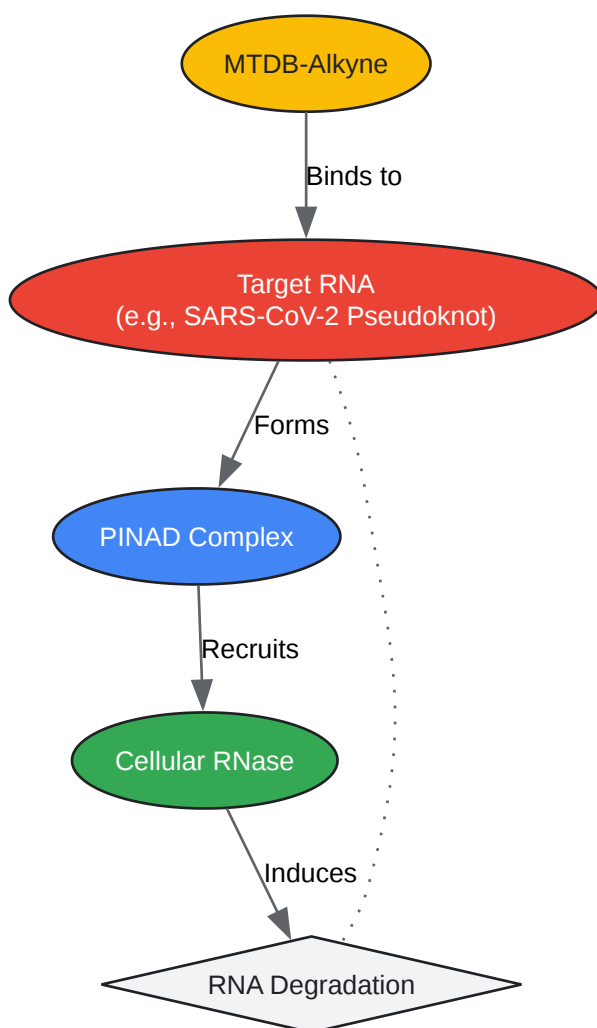 MTDB-Alkyne
Binds to
Target RNA
(e.g., SARS-CoV-2 Pseudoknot)
Forms
PINAD Complex
Recruits
Cellular RNase
Induces
RNA Degradation